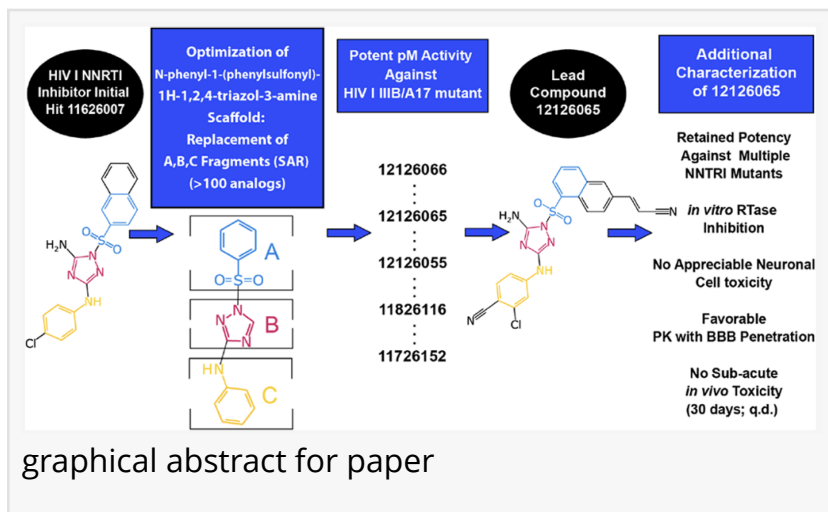 HIV I NNRTI
Inhibitor Initial
Hit 11626007
Optimization of
N-phenyl-1-(phenylsulfonyl)-
1H-1,2,4-triazol-3-amine
Scaffold:
Replacement of
A,B,C Fragments (SAR)
(>100 analogs)
Potent pM Activity
Against
HIV I IIIB/A17 mutant
Lead
Compound
12126065
Additional
Characterization
of 12126065
O
S
O
H₂N
N
N
N
NH
Cl
A
O=S=O
N
N
N
B
HN
C
12126066
12126065
12126055
11826116
11726152
O
S
O
N
H₂N
N
N
N
NH
N
Cl
Retained Potency
Against Multiple
NNTRI Mutants
in vitro RTase
Inhibition
No Appreciable Neuronal
Cell toxicity
Favorable
PK with BBB Penetration
No Sub-acute
in vivo Toxicity
(30 days; q.d.)
graphical abstract for paper